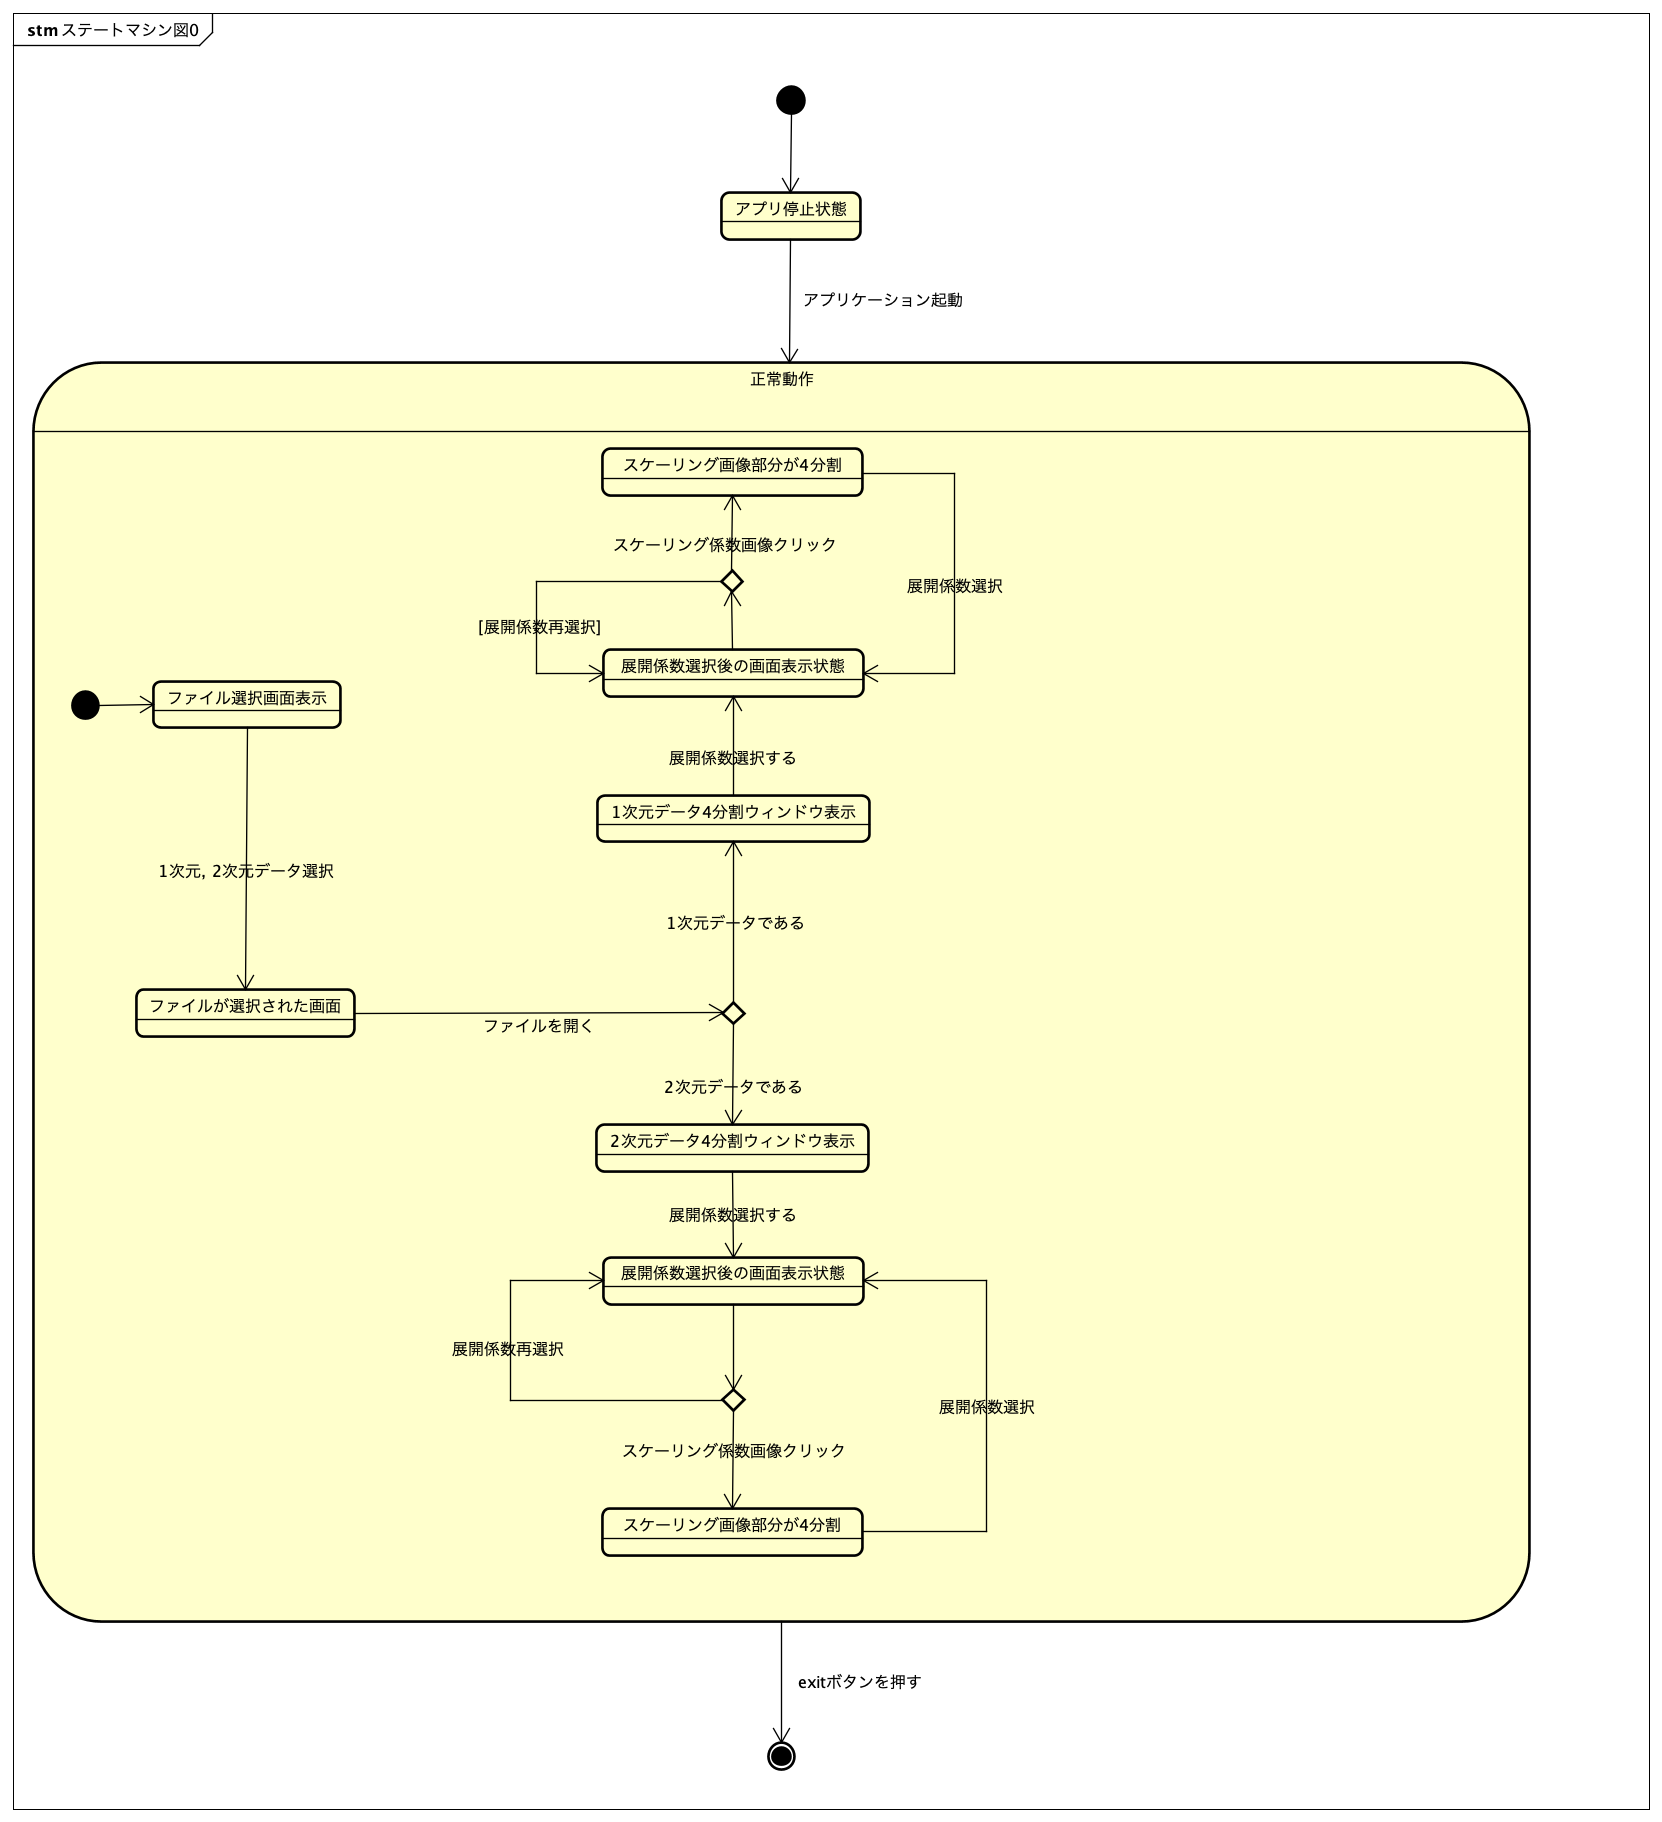 stm ステートマシン図0
アプリ停止状態
アプリケーション起動
正常動作
スケーリング画像部分が4分割
スケーリング係数画像クリック
展開係数選択
[展開係数再選択]
展開係数選択後の画面表示状態
ファイル選択画面表示
展開係数選択する
1次元データ4分割ウィンドウ表示
1次元, 2次元データ選択
1次元データである
ファイルが選択された画面
ファイルを開く
2次元データである
2次元データ4分割ウィンドウ表示
展開係数選択する
展開係数選択後の画面表示状態
展開係数再選択
展開係数選択
スケーリング係数画像クリック
スケーリング画像部分が4分割
exitボタンを押す